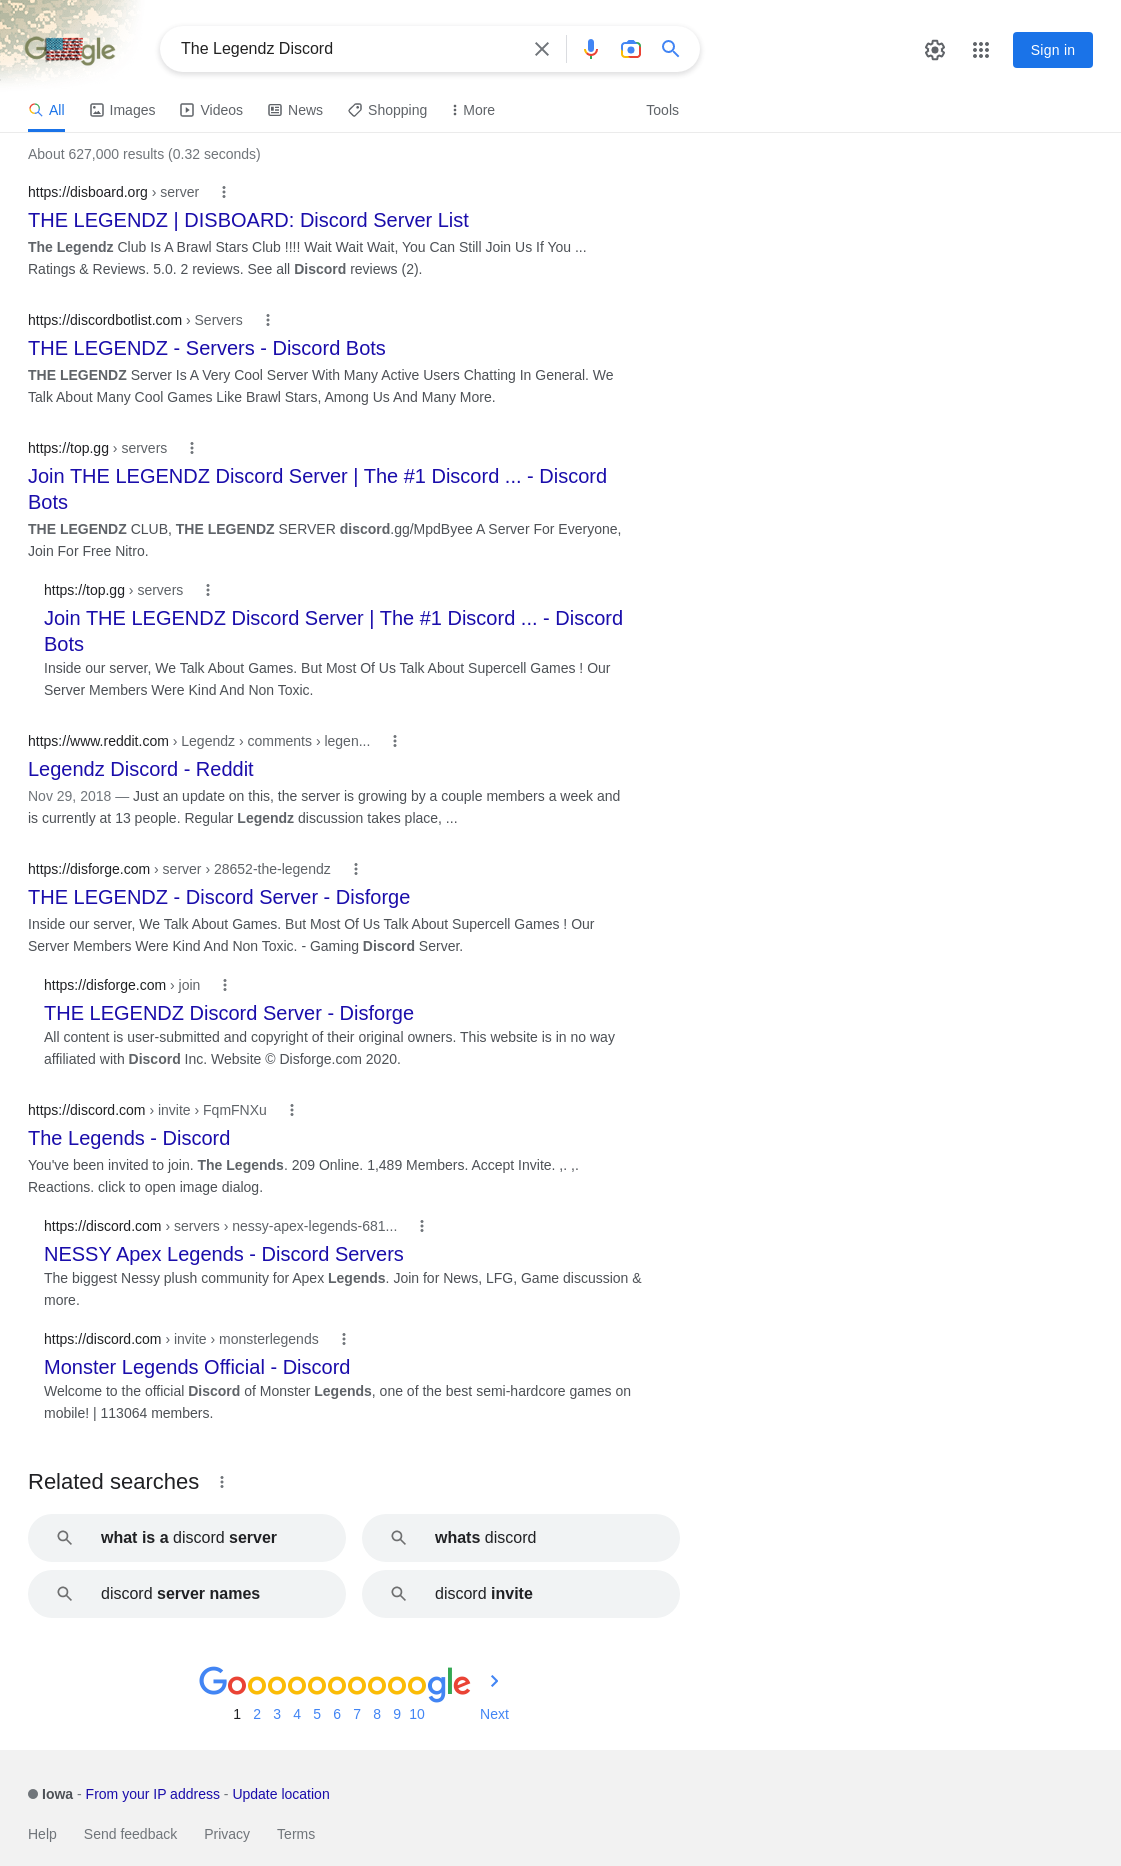 Google
The Legendz Discord
Sign in
All Images Videos News Shopping More Tools
About 627,000 results (0.32 seconds)
https://disboard.org › server
THE LEGENDZ | DISBOARD: Discord Server List
The Legendz Club Is A Brawl Stars Club !!!! Wait Wait Wait, You Can Still Join Us If You ...
Ratings & Reviews. 5.0. 2 reviews. See all Discord reviews (2).
https://discordbotlist.com › Servers
THE LEGENDZ - Servers - Discord Bots
THE LEGENDZ Server Is A Very Cool Server With Many Active Users Chatting In General. We
Talk About Many Cool Games Like Brawl Stars, Among Us And Many More.
https://top.gg › servers
Join THE LEGENDZ Discord Server | The #1 Discord ... - Discord
Bots
THE LEGENDZ CLUB, THE LEGENDZ SERVER discord.gg/MpdByee A Server For Everyone,
Join For Free Nitro.
https://top.gg › servers
Join THE LEGENDZ Discord Server | The #1 Discord ... - Discord
Bots
Inside our server, We Talk About Games. But Most Of Us Talk About Supercell Games ! Our
Server Members Were Kind And Non Toxic.
https://www.reddit.com › Legendz › comments › legen...
Legendz Discord - Reddit
Nov 29, 2018 — Just an update on this, the server is growing by a couple members a week and
is currently at 13 people. Regular Legendz discussion takes place, ...
https://disforge.com › server › 28652-the-legendz
THE LEGENDZ - Discord Server - Disforge
Inside our server, We Talk About Games. But Most Of Us Talk About Supercell Games ! Our
Server Members Were Kind And Non Toxic. - Gaming Discord Server.
https://disforge.com › join
THE LEGENDZ Discord Server - Disforge
All content is user-submitted and copyright of their original owners. This website is in no way
affiliated with Discord Inc. Website © Disforge.com 2020.
https://discord.com › invite › FqmFNXu
The Legends - Discord
You've been invited to join. The Legends. 209 Online. 1,489 Members. Accept Invite. ,. ,.
Reactions. click to open image dialog.
https://discord.com › servers › nessy-apex-legends-681...
NESSY Apex Legends - Discord Servers
The biggest Nessy plush community for Apex Legends. Join for News, LFG, Game discussion &
more.
https://discord.com › invite › monsterlegends
Monster Legends Official - Discord
Welcome to the official Discord of Monster Legends, one of the best semi-hardcore games on
mobile! | 113064 members.
Related searches
what is a discord server
whats discord
discord server names
discord invite
Goooooooooogle
1 2 3 4 5 6 7 8 9 10 Next
Iowa - From your IP address - Update location
Help Send feedback Privacy Terms